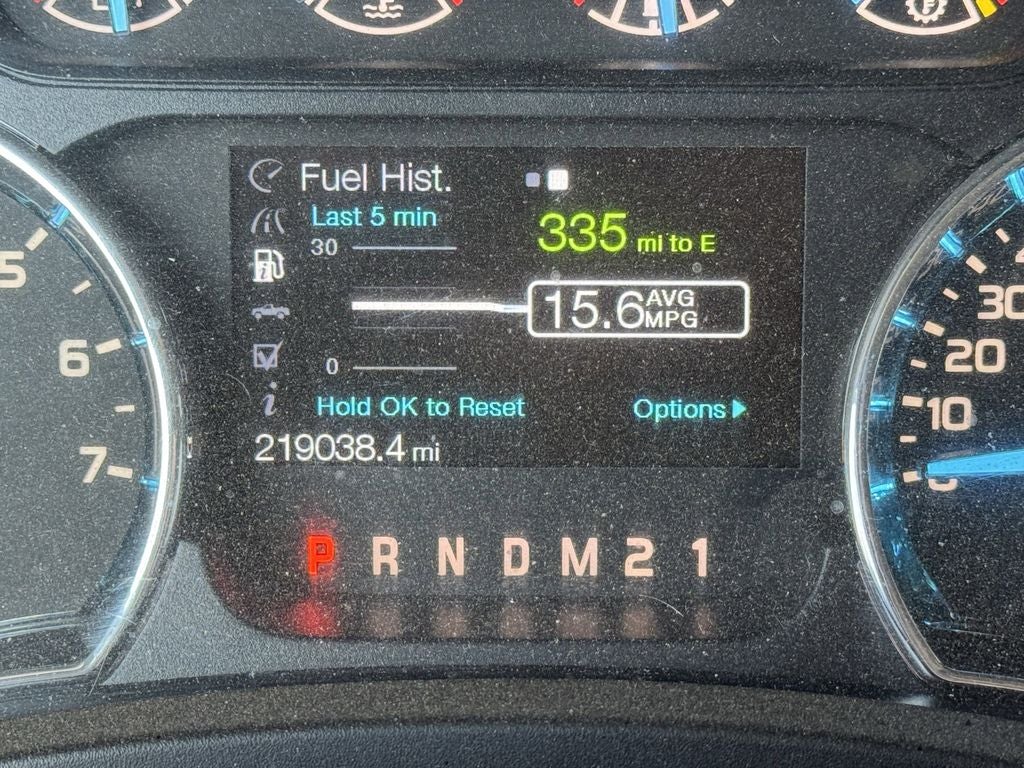 Fuel Hist.
Last 5 min
335 mi to E
30
15.6 AVG MPG
0
Hold OK to Reset
Options
219038.4 mi
P R N D M 2 1
5
6
7
30
20
10
0
F